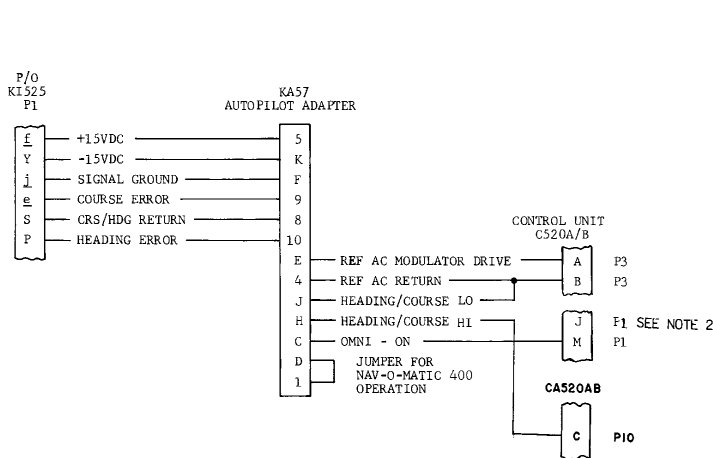 P/O
KI525
P1
KA57
AUTOPILOT ADAPTER
f +15VDC 5
Y -15VDC K
j SIGNAL GROUND F
e COURSE ERROR 9
S CRS/HDG RETURN 8
P HEADING ERROR 10
CONTROL UNIT
C520A/B
E REF AC MODULATOR DRIVE A P3
4 REF AC RETURN B P3
J HEADING/COURSE LO
H HEADING/COURSE HI J P1 SEE NOTE 2
C OMNI - ON M P1
D JUMPER FOR
NAV-O-MATIC 400
1 OPERATION
CA520AB
C P10